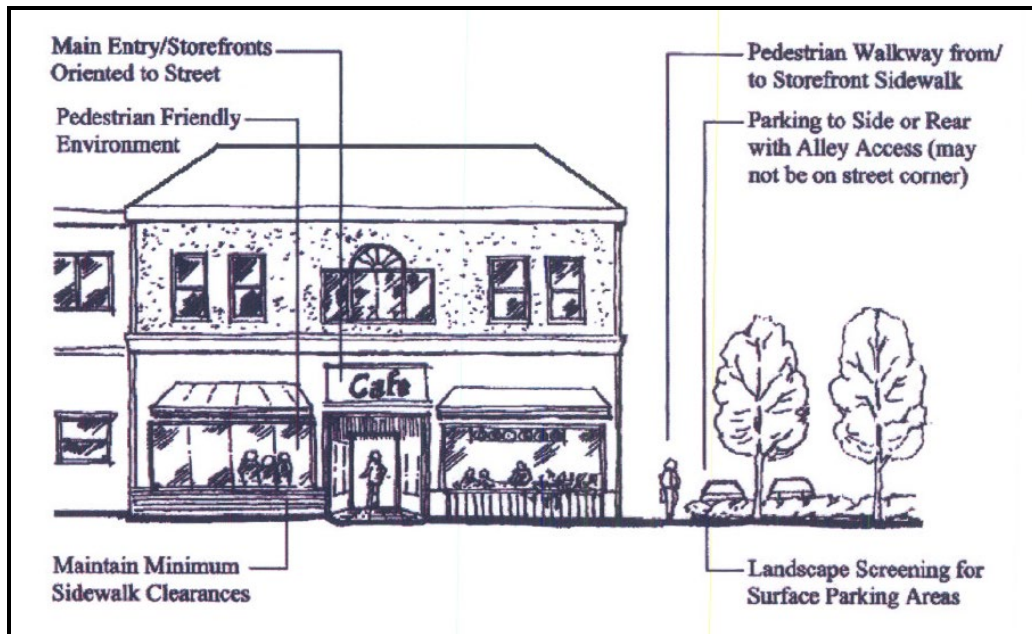 Main Entry/Storefronts
Oriented to Street
Pedestrian Friendly
Environment
Pedestrian Walkway from/
to Storefront Sidewalk
Parking to Side or Rear
with Alley Access (may
not be on street corner)
Cafe
Maintain Minimum
Sidewalk Clearances
Landscape Screening for
Surface Parking Areas